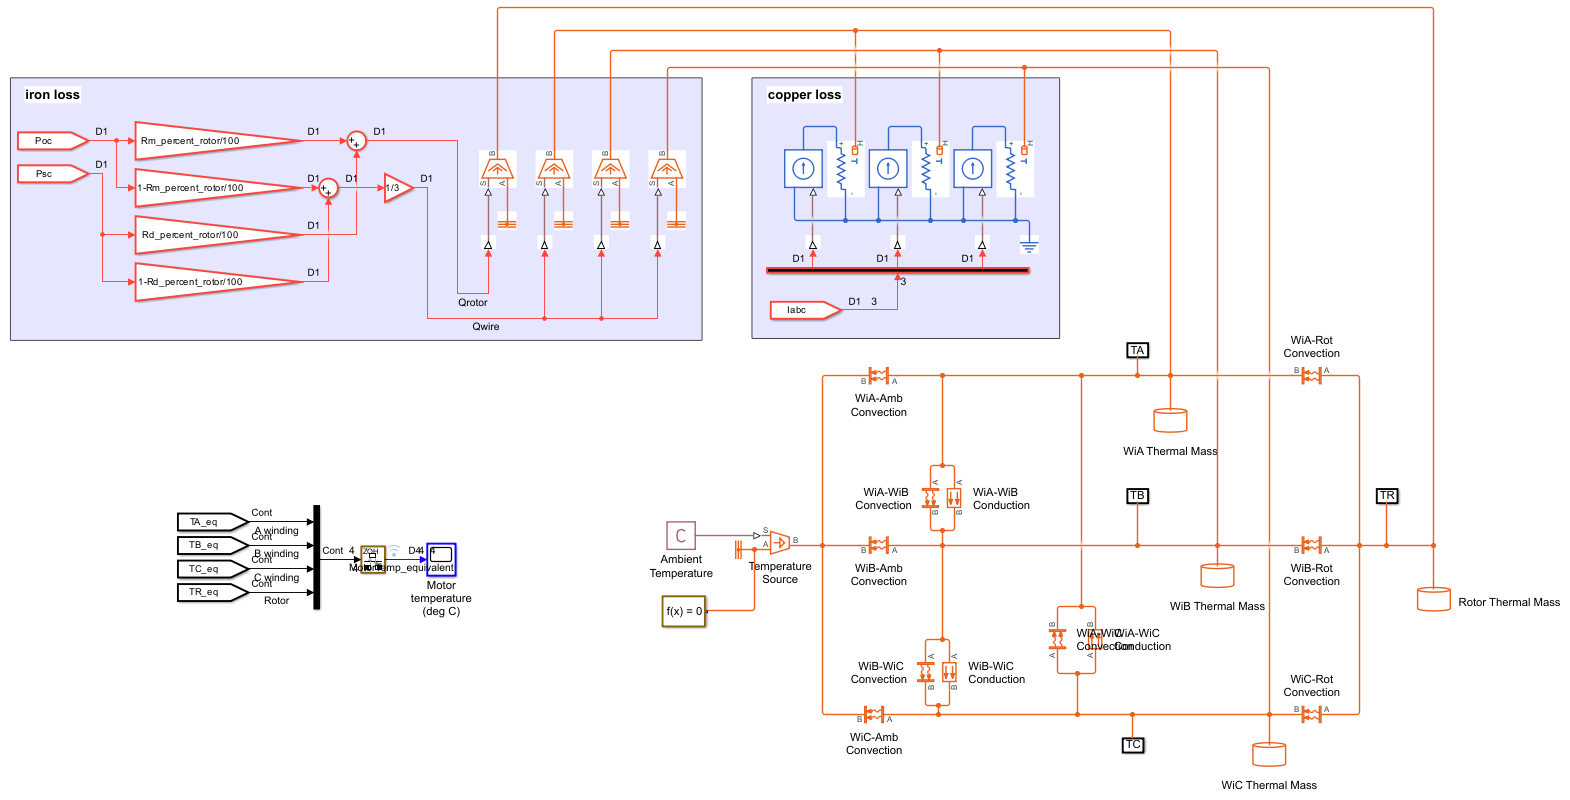 iron loss
Poc
D1
Rm_percent_rotor/100
D1
D1
Psc
D1
1-Rm_percent_rotor/100
D1
D1
1/3
D1
Rd_percent_rotor/100
1-Rd_percent_rotor/100
D1
B
B
B
B
S
A
S
A
S
A
S
A
Qrotor
Qwire
copper loss
H
H
H
D1
D1
D1
3
Iabc
D1
3
TA
WiA-Rot
Convection
B
A
B
A
WiA-Amb
Convection
WiA Thermal Mass
WiA-WiB
Convection
WiA-WiB
Conduction
A
A
B
B
TB
TR
C
Ambient
Temperature
S
A
B
Temperature
Source
f(x) = 0
B
A
WiB-Amb
Convection
B
A
WiB-Rot
Convection
WiB Thermal Mass
Rotor Thermal Mass
B
B
A
A
WiA-WiC
Convection
WiA-WiC
Conduction
WiB-WiC
Convection
WiB-WiC
Conduction
A
A
B
B
WiC-Rot
Convection
B
A
B
A
WiC-Amb
Convection
TC
WiC Thermal Mass
TA_eq
Cont
A winding
TB_eq
Cont
B winding
TC_eq
Cont
C winding
TR_eq
Cont
Rotor
Cont
4
ZOH
D4
4
Motor
temperature
(deg C)